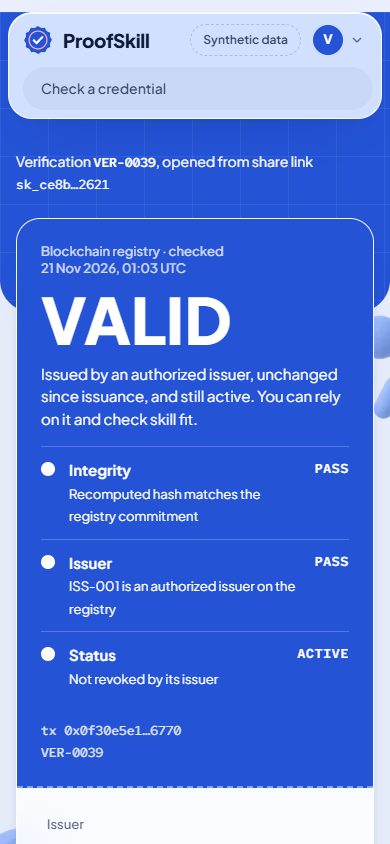 ProofSkill
Synthetic data
V
Check a credential
Verification VER-0039, opened from share link
sk_ce8b…2621
Blockchain registry · checked
21 Nov 2026, 01:03 UTC
VALID
Issued by an authorized issuer, unchanged
since issuance, and still active. You can rely
on it and check skill fit.
Integrity
PASS
Recomputed hash matches the
registry commitment
Issuer
PASS
ISS-001 is an authorized issuer on the
registry
Status
ACTIVE
Not revoked by its issuer
tx 0x0f30e5e1…6770
VER-0039
Issuer